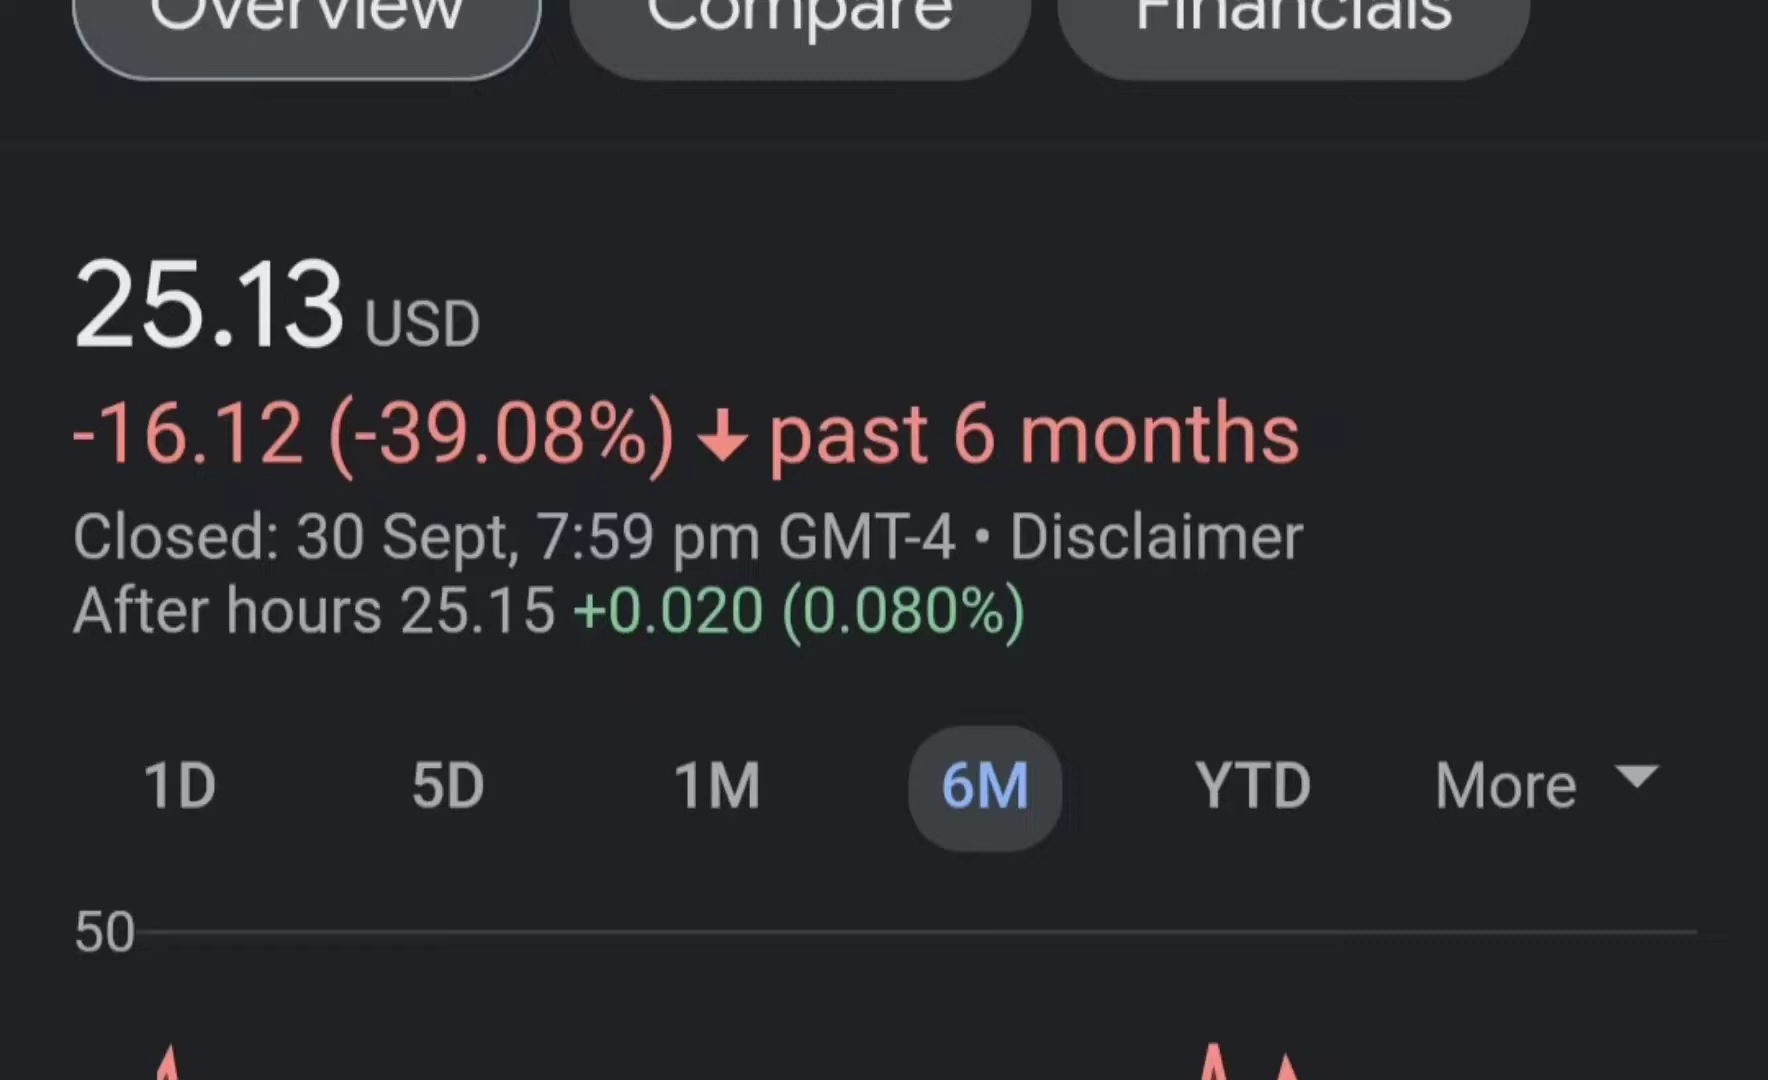 Overview Compare Financials
25.13 USD
-16.12 (-39.08%) ↓ past 6 months
Closed: 30 Sept, 7:59 pm GMT-4 • Disclaimer
After hours 25.15 +0.020 (0.080%)
1D 5D 1M 6M YTD More
50